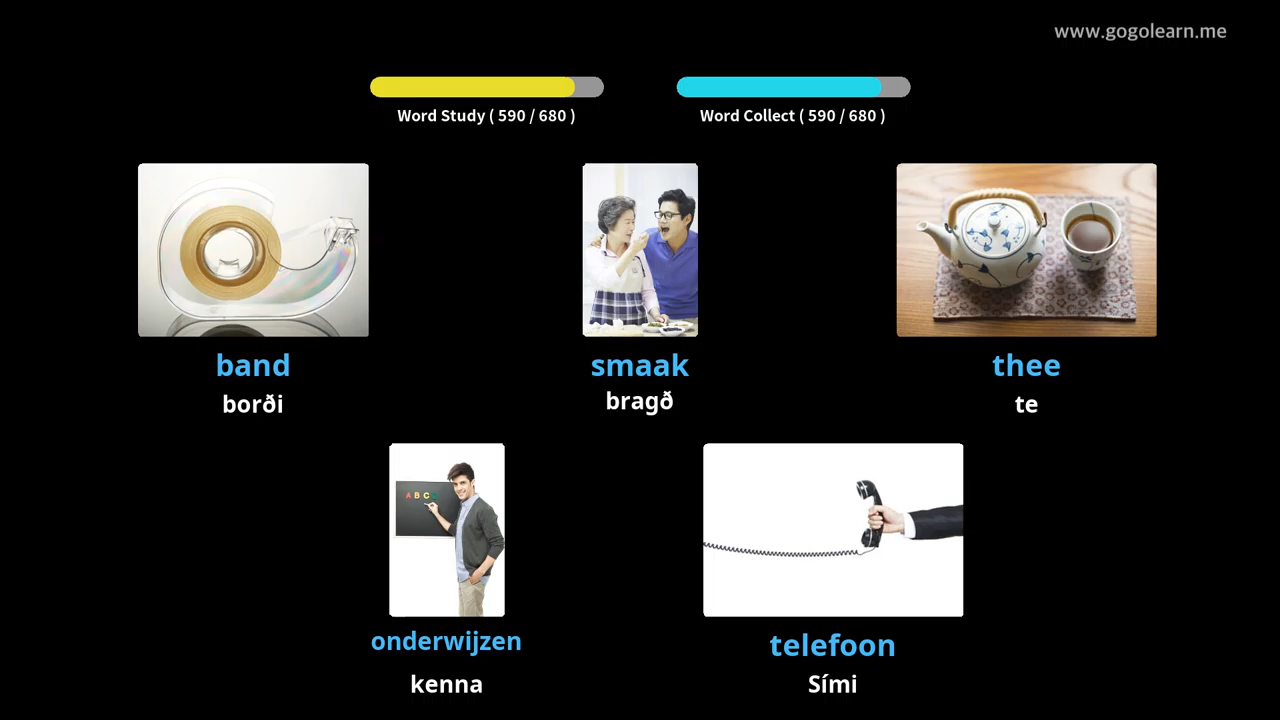 www.gogolearn.me
Word Study ( 590 / 680 )
Word Collect ( 590 / 680 )
band
borði
smaak
bragð
thee
te
A B C
onderwijzen
kenna
telefoon
Sími